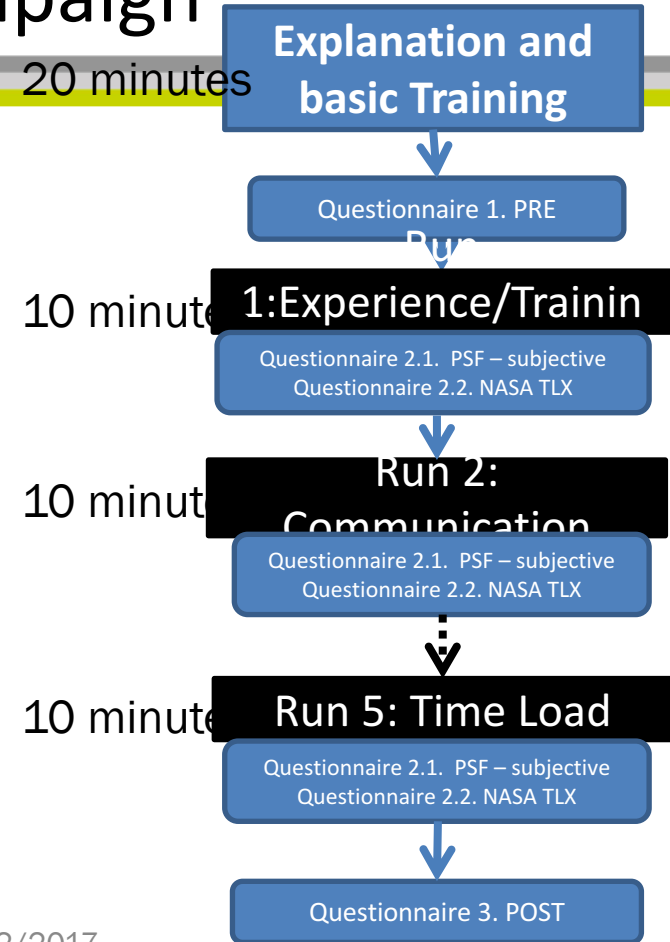 paign
20 minutes
Explanation and
basic Training
Questionnaire 1. PRE
Run
10 minute
1:Experience/Trainin
Questionnaire 2.1. PSF – subjective
Questionnaire 2.2. NASA TLX
10 minut
Run 2:
Communication
Questionnaire 2.1. PSF – subjective
Questionnaire 2.2. NASA TLX
10 minute
Run 5: Time Load
Questionnaire 2.1. PSF – subjective
Questionnaire 2.2. NASA TLX
Questionnaire 3. POST
2/2017